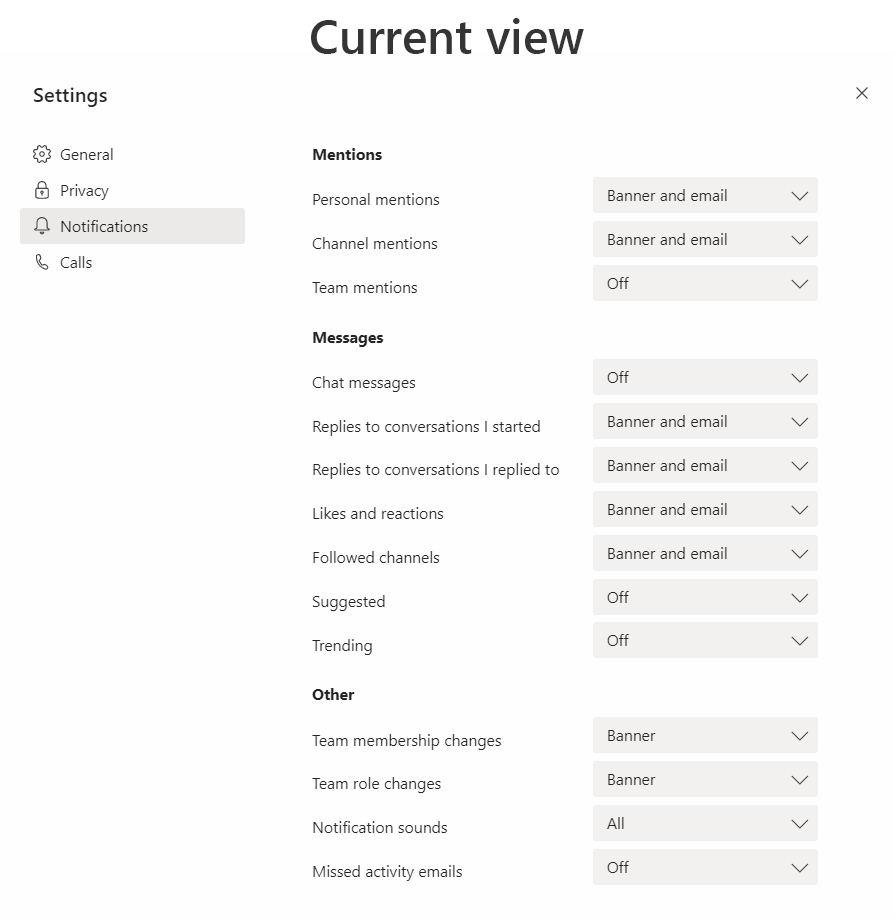 Current view
Settings
General
Privacy
Notifications
Calls
Mentions
Personal mentions Banner and email
Channel mentions Banner and email
Team mentions Off
Messages
Chat messages Off
Replies to conversations I started Banner and email
Replies to conversations I replied to Banner and email
Likes and reactions Banner and email
Followed channels Banner and email
Suggested Off
Trending Off
Other
Team membership changes Banner
Team role changes Banner
Notification sounds All
Missed activity emails Off